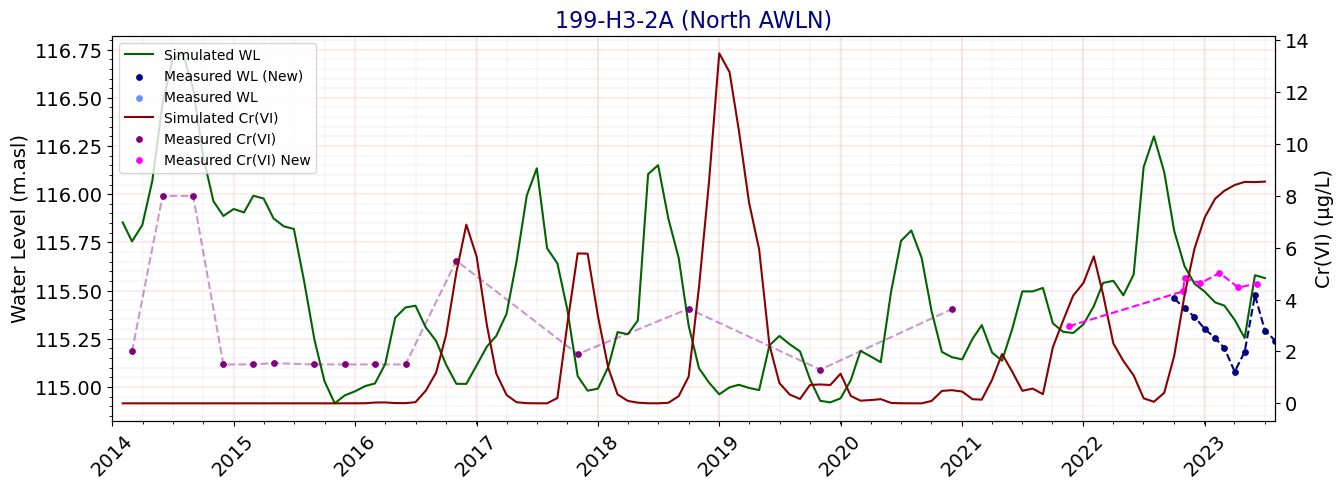 199-H3-2A (North AWLN)
Water Level (m.asl)
116.75
116.50
116.25
116.00
115.75
115.50
115.25
115.00
Simulated WL
Measured WL (New)
Measured WL
Simulated Cr(VI)
Measured Cr(VI)
Measured Cr(VI) New
14
12
10
8
6
4
2
0
Cr(VI) (µg/L)
2014
2015
2016
2017
2018
2019
2020
2021
2022
2023